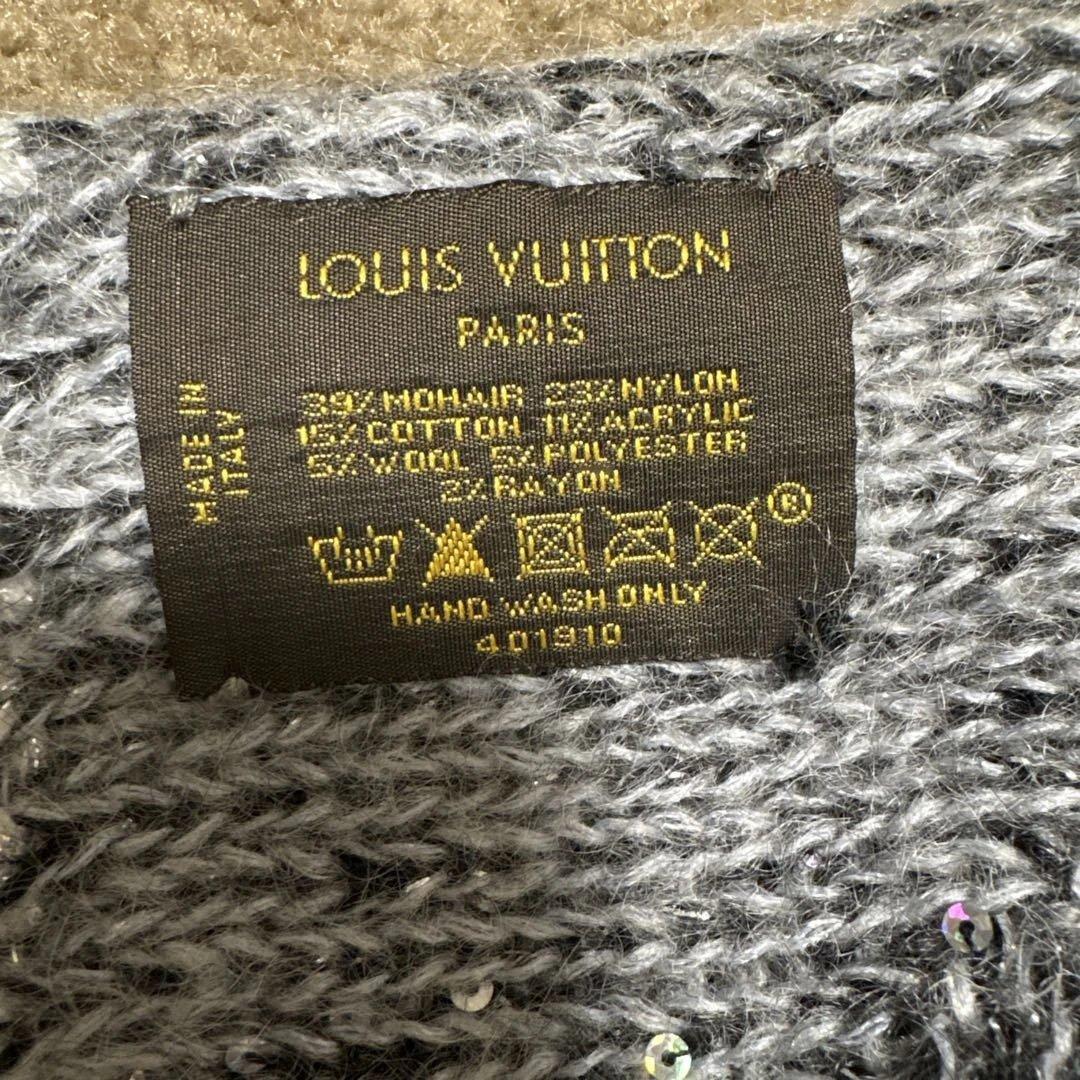 LOUIS VUITTON
PARIS
39% MOHAIR 23% NYLON
15% COTTON 11% ACRYLIC
5% WOOL 5% POLYESTER
2% RAYON
®
HAND WASH ONLY
401910
MADE IN
ITALY